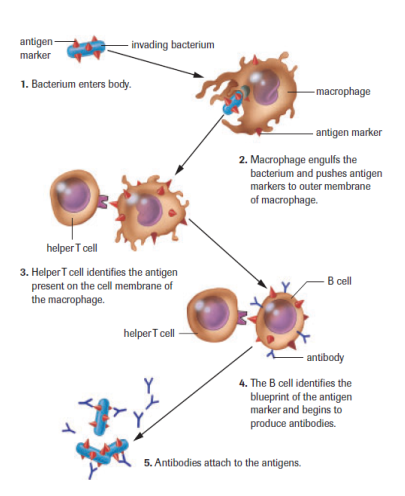 antigen
marker
invading bacterium
1. Bacterium enters body.
macrophage
antigen marker
2. Macrophage engulfs the
bacterium and pushes antigen
markers to outer membrane
of macrophage.
helper T cell
3. Helper T cell identifies the antigen
present on the cell membrane of
the macrophage.
B cell
helper T cell
antibody
4. The B cell identifies the
blueprint of the antigen
marker and begins to
produce antibodies.
5. Antibodies attach to the antigens.